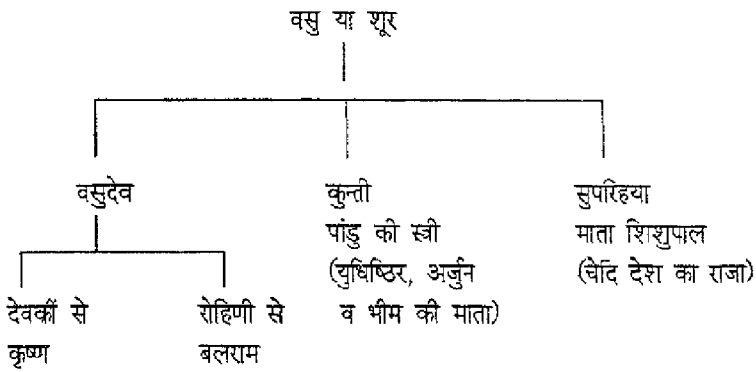 वसु या शूर
वसुदेव
कुन्ती
पांडु की स्त्री
(युधिष्ठिर, अर्जुन
व भीम की माता)
सुपरिहया
माता शिशुपाल
(चेदि देश का राजा)
देवकी से
कृष्ण
रोहिणी से
बलराम